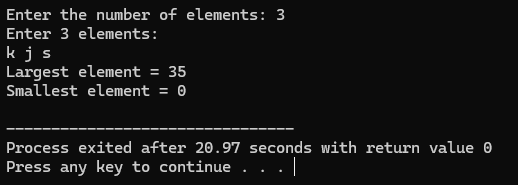 Enter the number of elements: 3
Enter 3 elements:
k j s
Largest element = 35
Smallest element = 0
--------------------------------
Process exited after 20.97 seconds with return value 0
Press any key to continue . . .